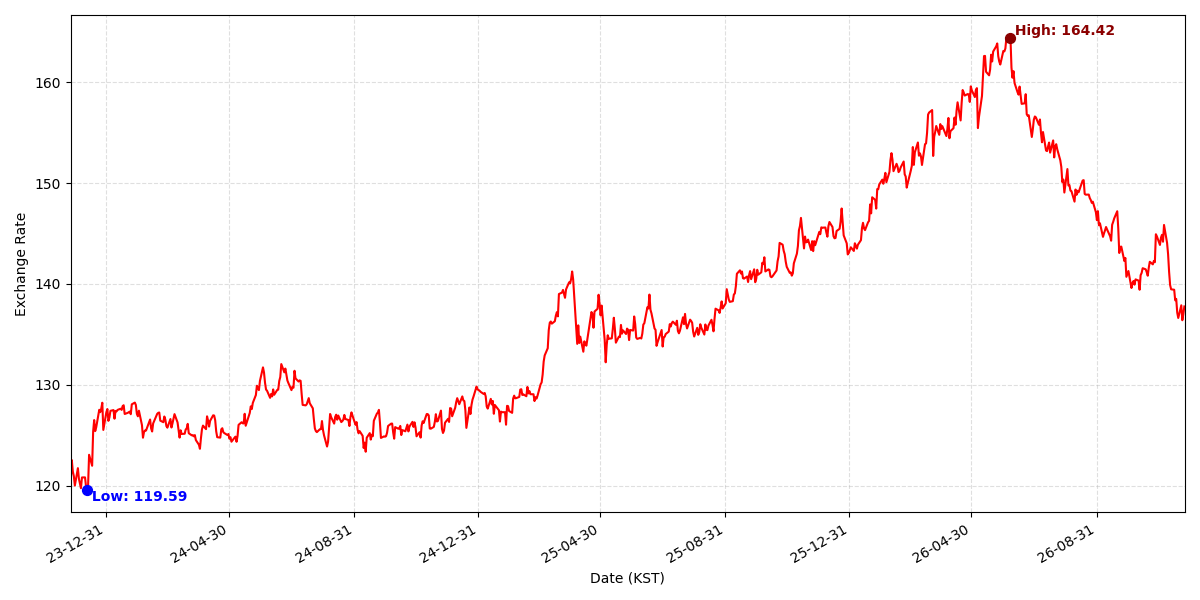 High: 164.42
160
150
140
130
120
Exchange Rate
Low: 119.59
23-12-31 24-04-30 24-08-31 24-12-31 25-04-30 25-08-31 25-12-31 26-04-30 26-08-31
Date (KST)